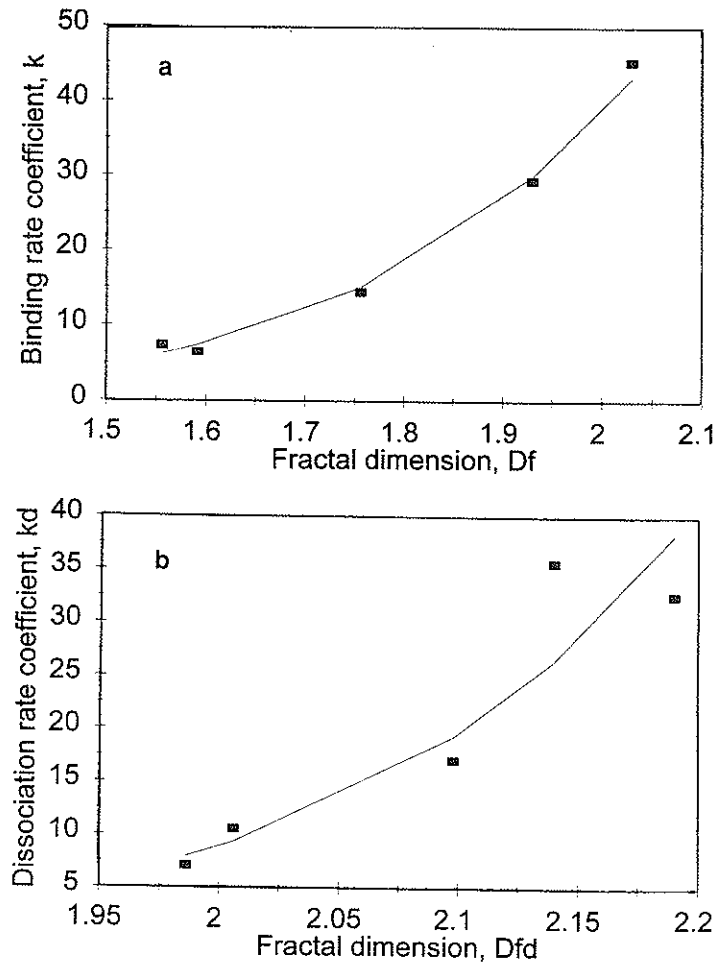 50
40
30
20
10
0
Binding rate coefficient, k
a
1.5 1.6 1.7 1.8 1.9 2 2.1
Fractal dimension, Df
40
35
30
25
20
15
10
5
Dissociation rate coefficient, kd
b
1.95 2 2.05 2.1 2.15 2.2
Fractal dimension, Dfd